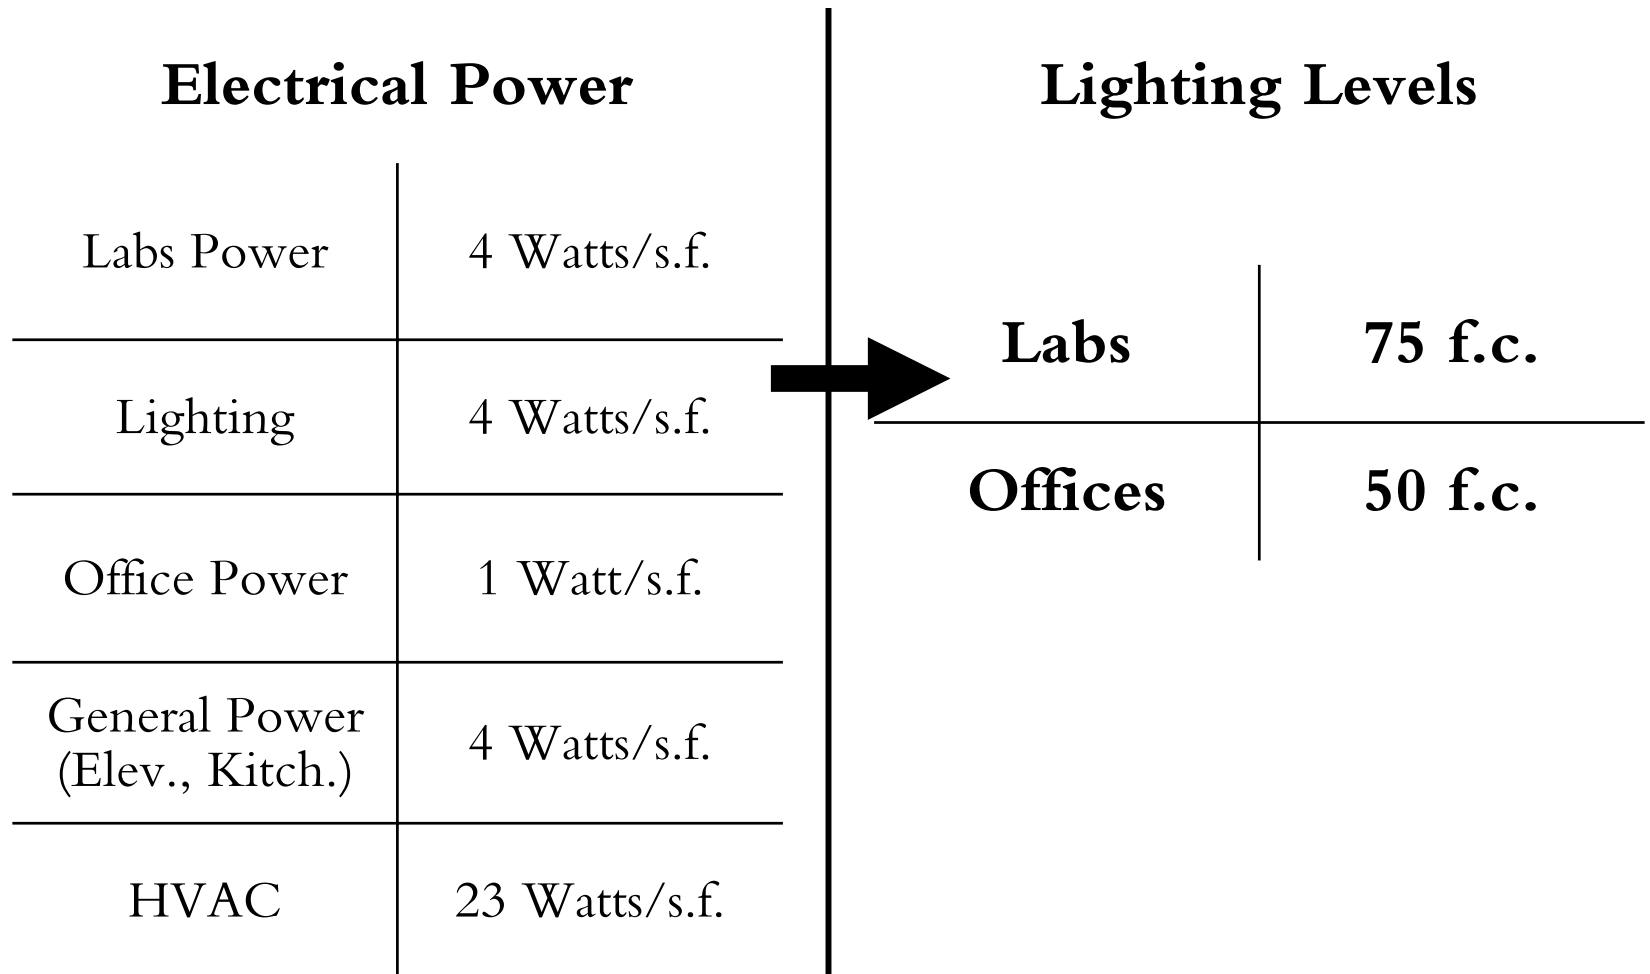 Electrical Power
Labs Power 4 Watts/s.f.
Lighting 4 Watts/s.f.
Office Power 1 Watt/s.f.
General Power
(Elev., Kitch.) 4 Watts/s.f.
HVAC 23 Watts/s.f.
Lighting Levels
Labs 75 f.c.
Offices 50 f.c.